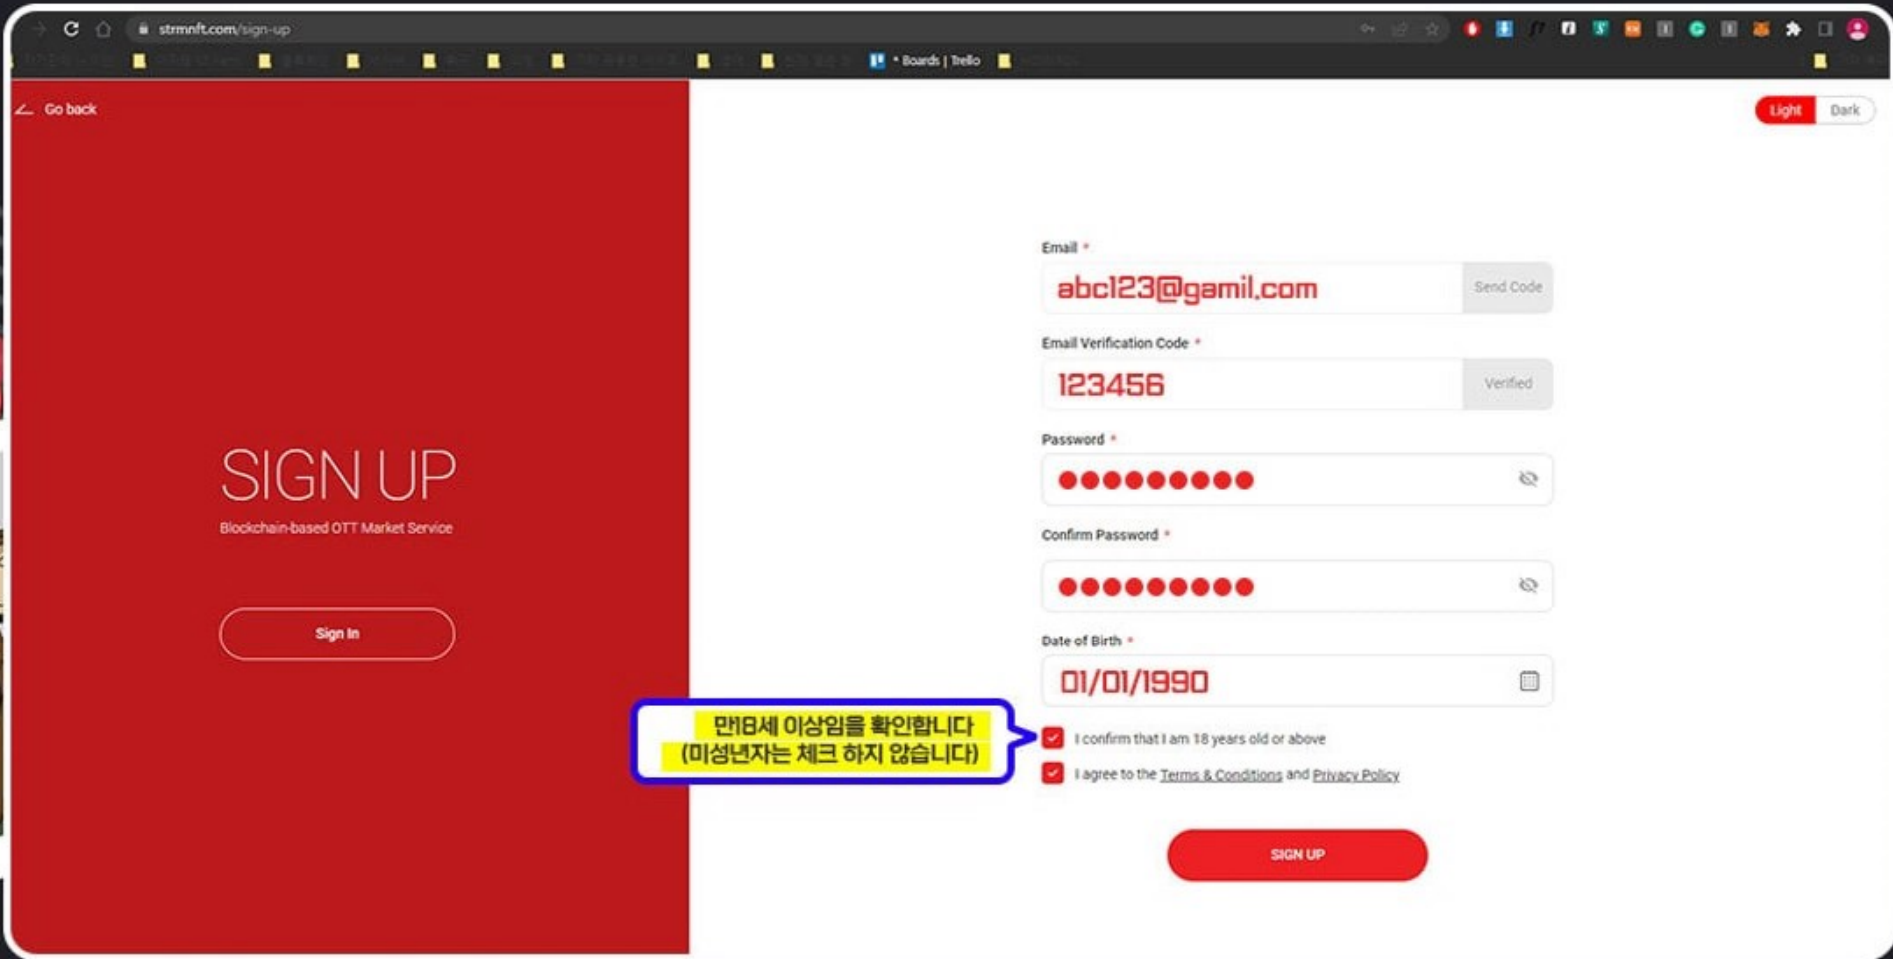 strmnft.com/sign-up
* Boards | Trello
Go back
Light
Dark
SIGN UP
Blockchain-based OTT Market Service
Sign In
Email *
abc123@gamil.com
Send Code
Email Verification Code *
123456
Verified
Password *
Confirm Password *
Date of Birth *
01/01/1990
만18세 이상임을 확인합니다
(미성년자는 체크 하지 않습니다)
I confirm that I am 18 years old or above
I agree to the Terms & Conditions and Privacy Policy
SIGN UP